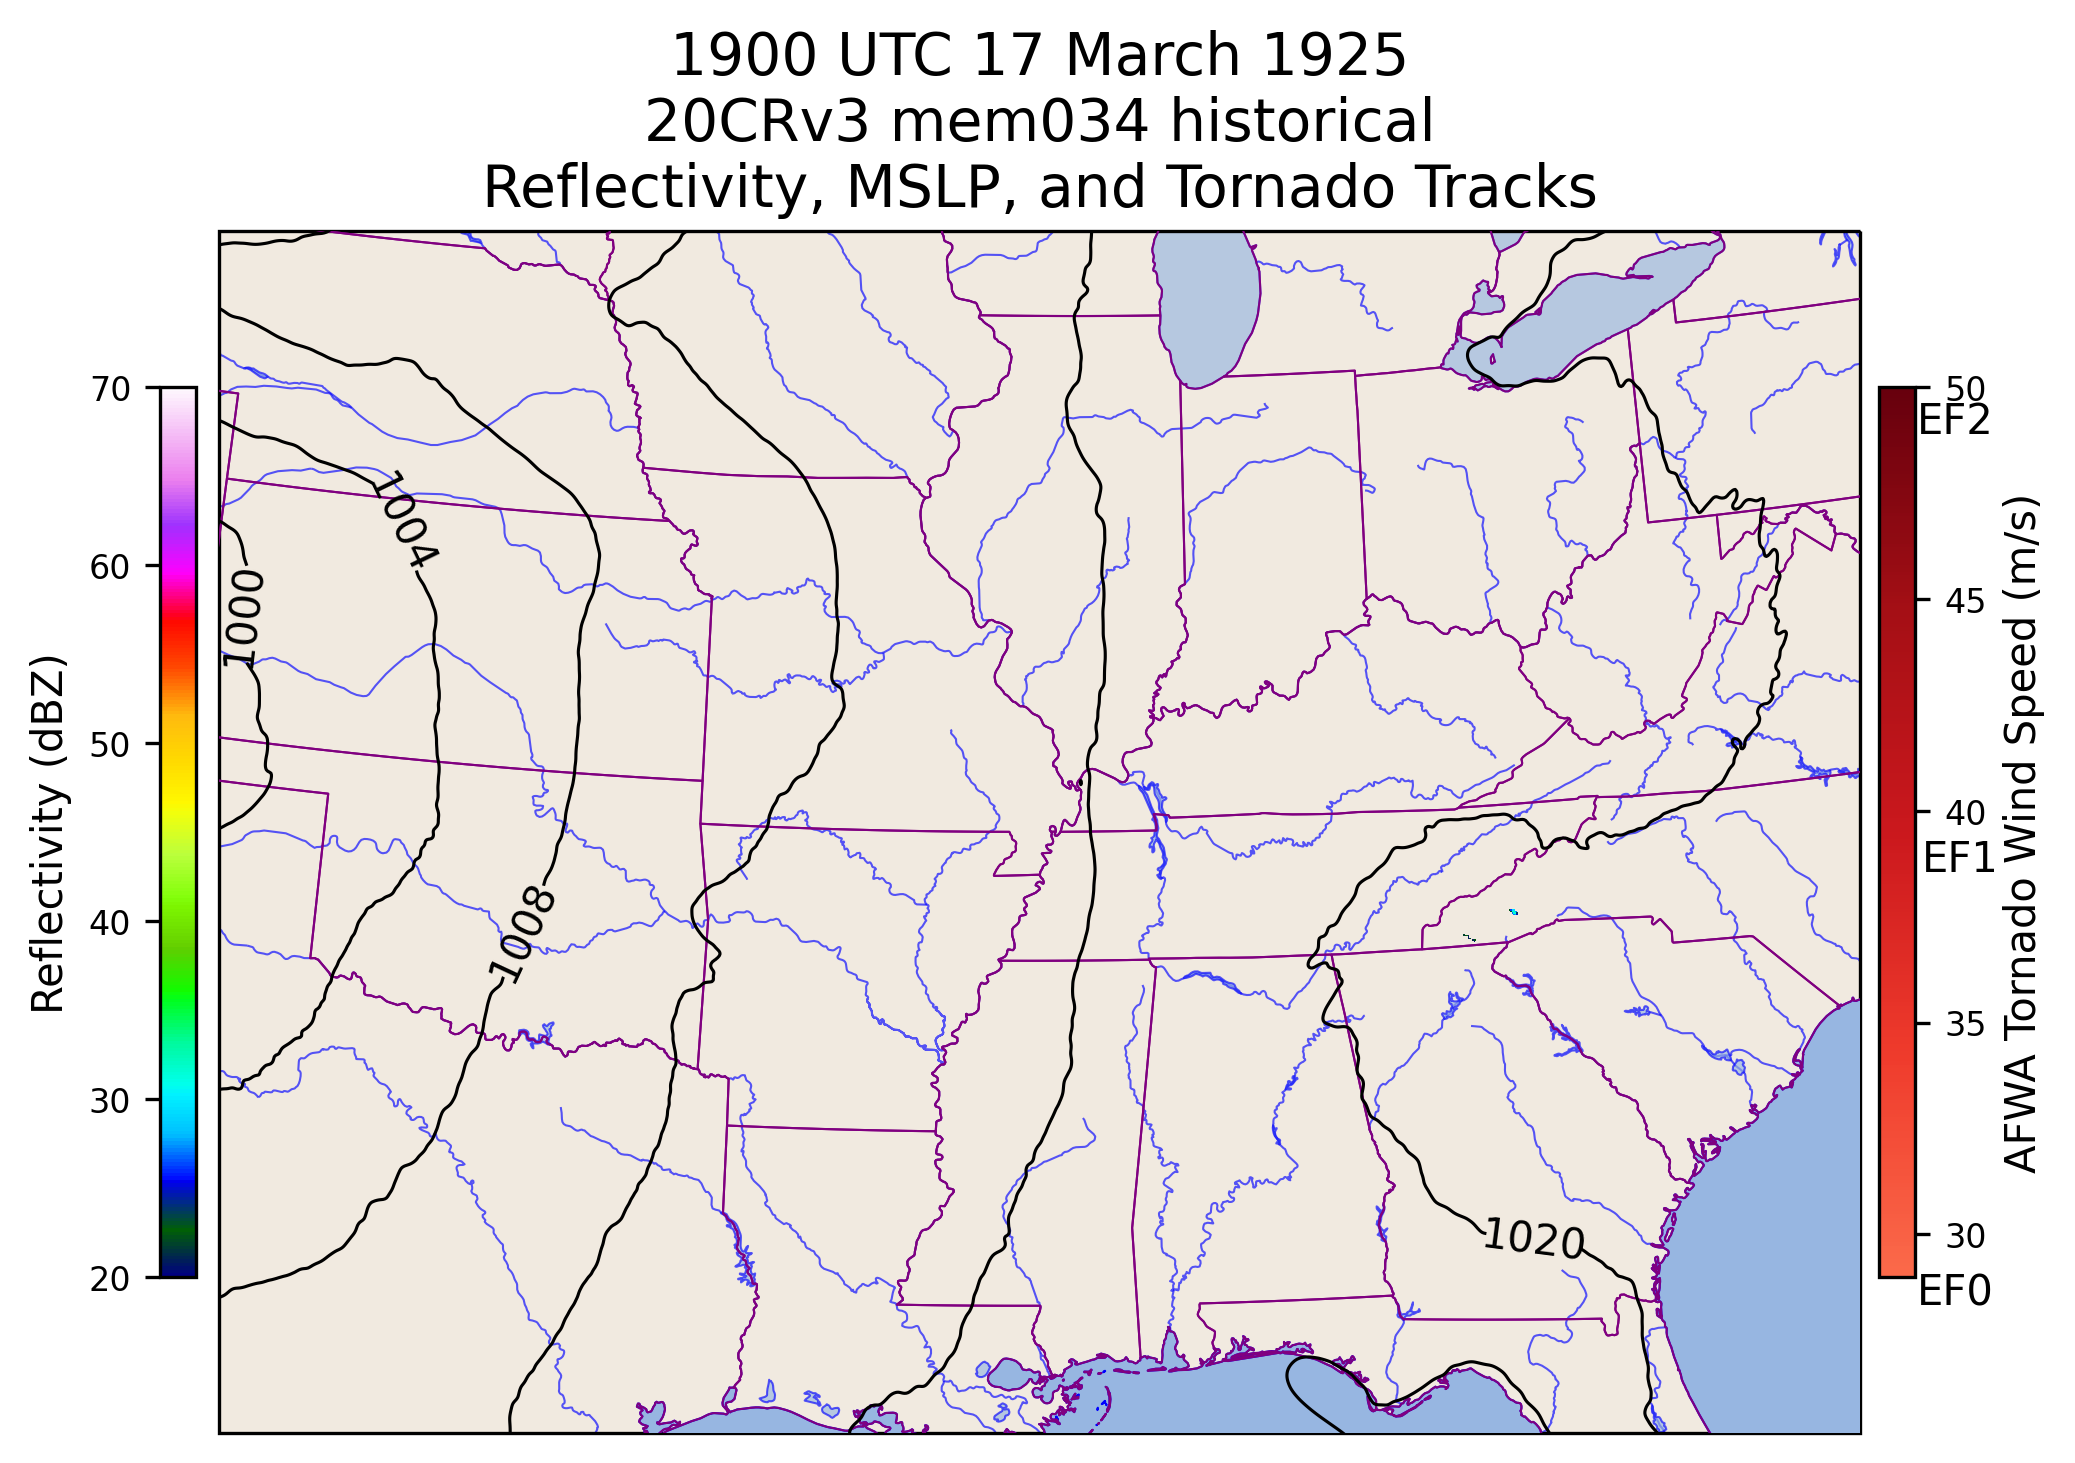 1900 UTC 17 March 1925
20CRv3 mem034 historical
Reflectivity, MSLP, and Tornado Tracks
70
60
50
40
30
20
Reflectivity (dBZ)
1004
1000
1008
1020
50
EF2
45
40
EF1
35
30
EF0
AFWA Tornado Wind Speed (m/s)